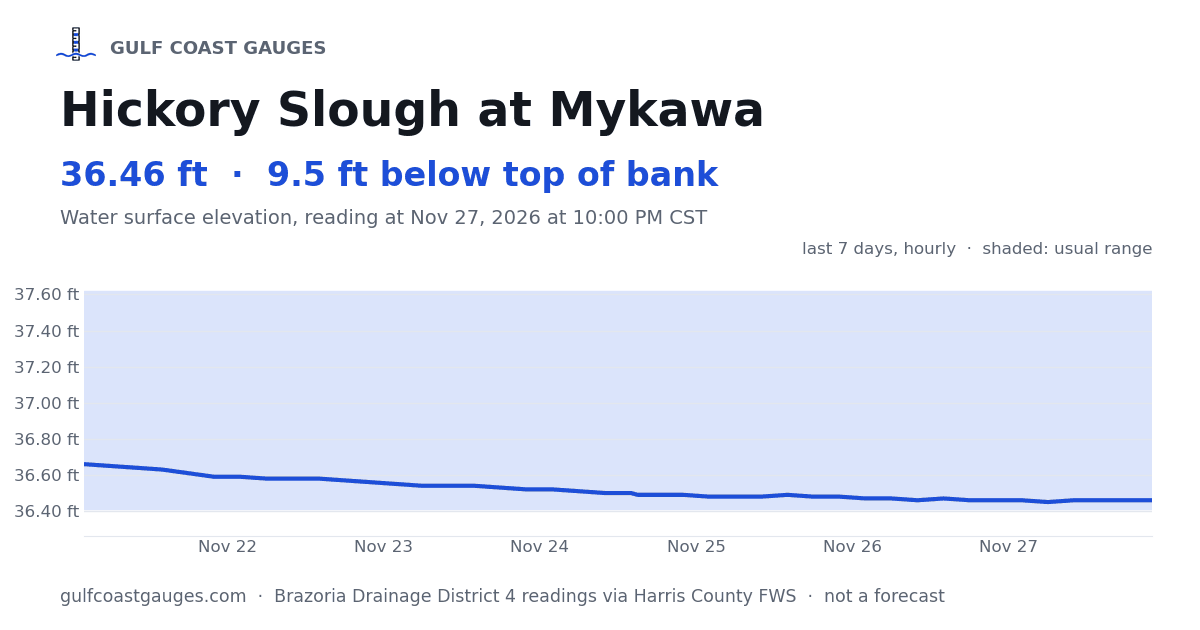 GULF COAST GAUGES
Hickory Slough at Mykawa
36.46 ft · 9.5 ft below top of bank
Water surface elevation, reading at Nov 27, 2026 at 10:00 PM CST
last 7 days, hourly · shaded: usual range
37.60 ft
37.40 ft
37.20 ft
37.00 ft
36.80 ft
36.60 ft
36.40 ft
Nov 22 Nov 23 Nov 24 Nov 25 Nov 26 Nov 27
gulfcoastgauges.com · Brazoria Drainage District 4 readings via Harris County FWS · not a forecast